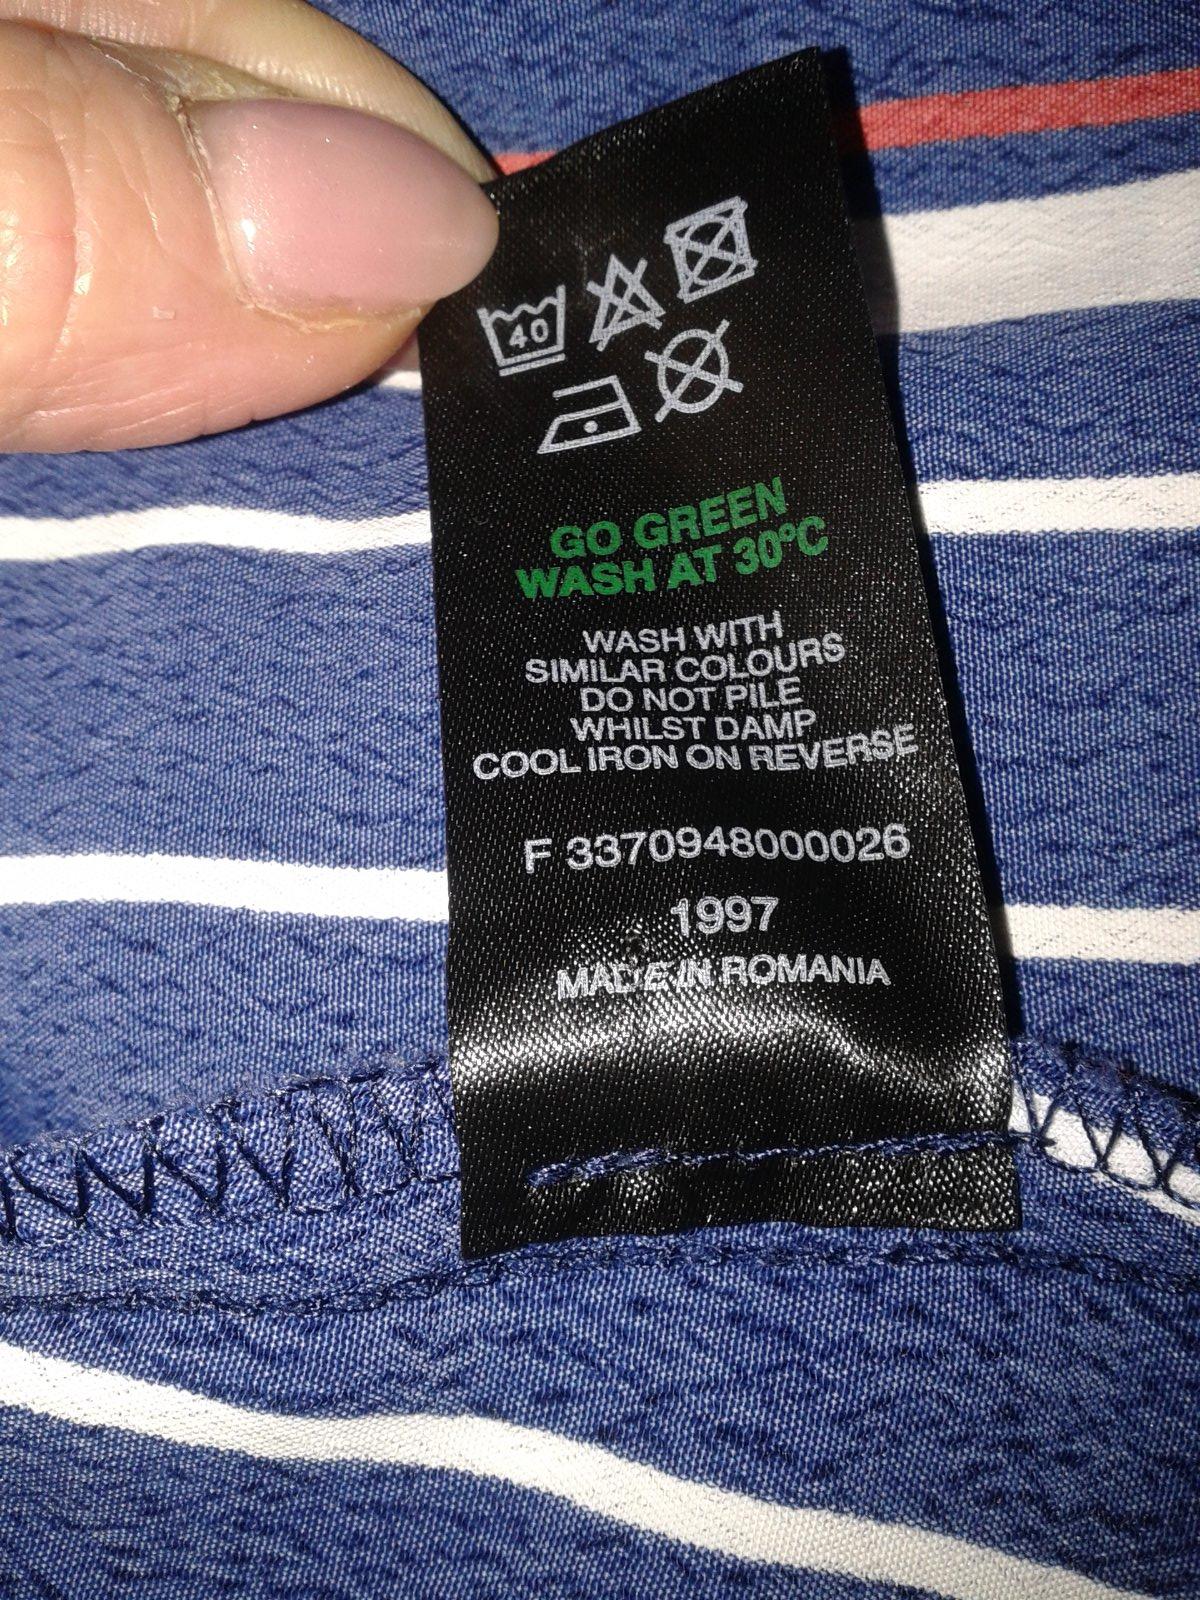 40
GO GREEN
WASH AT 30°C
WASH WITH
SIMILAR COLOURS
DO NOT PILE
WHILST DAMP
COOL IRON ON REVERSE
F 3370948000026
1997
MADE IN ROMANIA